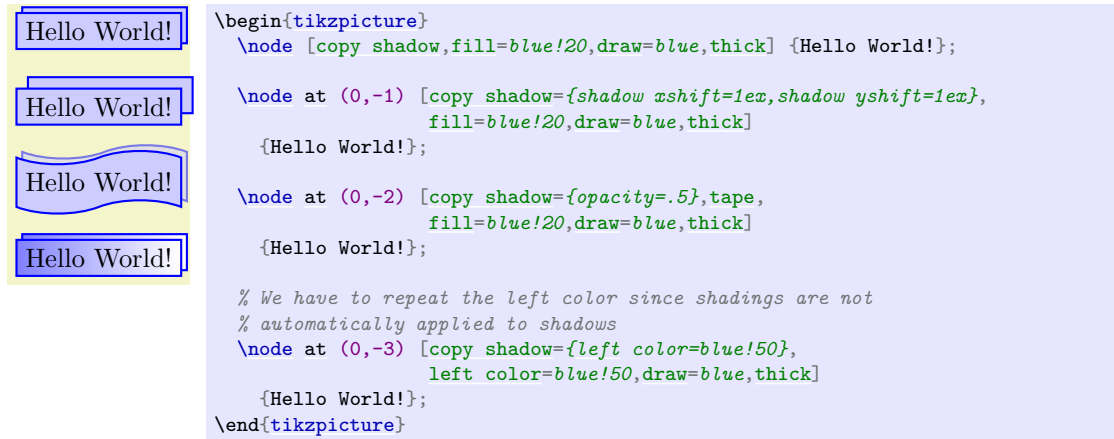 Hello World!
Hello World!
Hello World!
Hello World!
\begin{tikzpicture}
  \node [copy shadow,fill=blue!20,draw=blue,thick] {Hello World!};

  \node at (0,-1) [copy shadow={shadow xshift=1ex,shadow yshift=1ex},
                   fill=blue!20,draw=blue,thick]
    {Hello World!};

  \node at (0,-2) [copy shadow={opacity=.5},tape,
                   fill=blue!20,draw=blue,thick]
    {Hello World!};

  % We have to repeat the left color since shadings are not
  % automatically applied to shadows
  \node at (0,-3) [copy shadow={left color=blue!50},
                   left color=blue!50,draw=blue,thick]
    {Hello World!};
\end{tikzpicture}